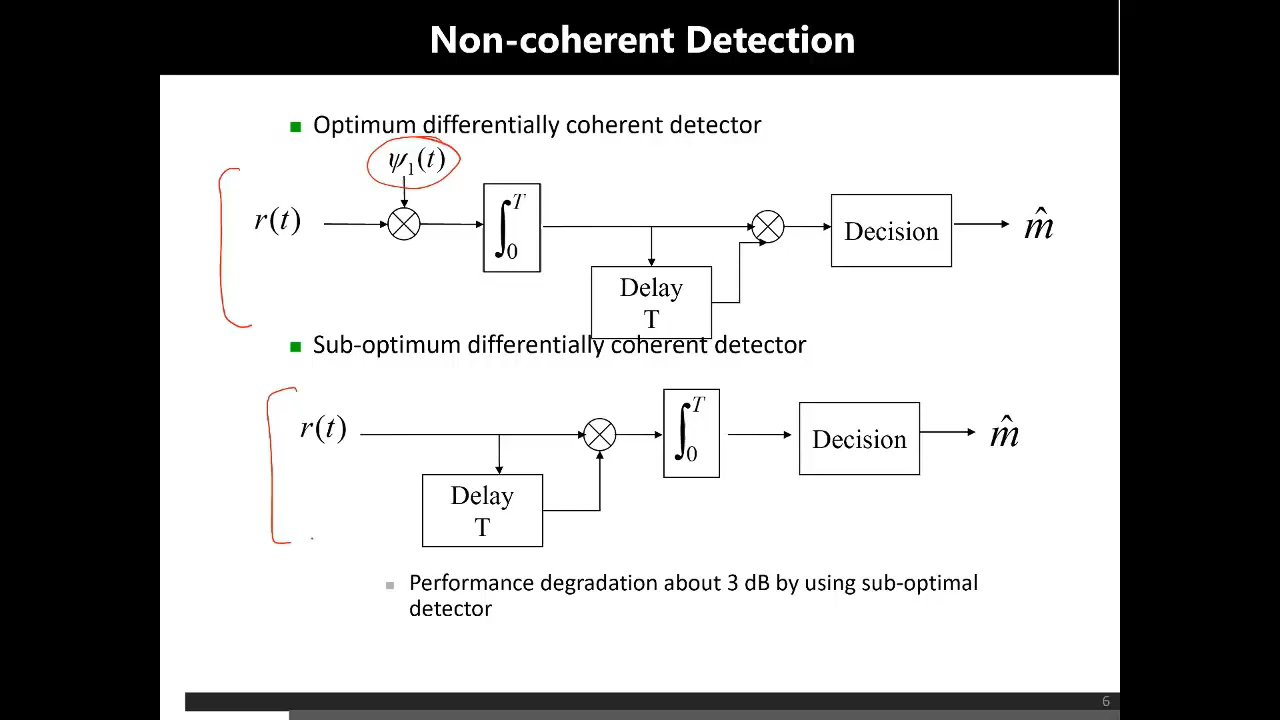 Non-coherent Detection
■ Optimum differentially coherent detector
ψ₁(t)
r(t)
∫₀ᵀ
Decision
m̂
Delay
T
■ Sub-optimum differentially coherent detector
r(t)
∫₀ᵀ
Decision
m̂
Delay
T
■ Performance degradation about 3 dB by using sub-optimal
detector
6